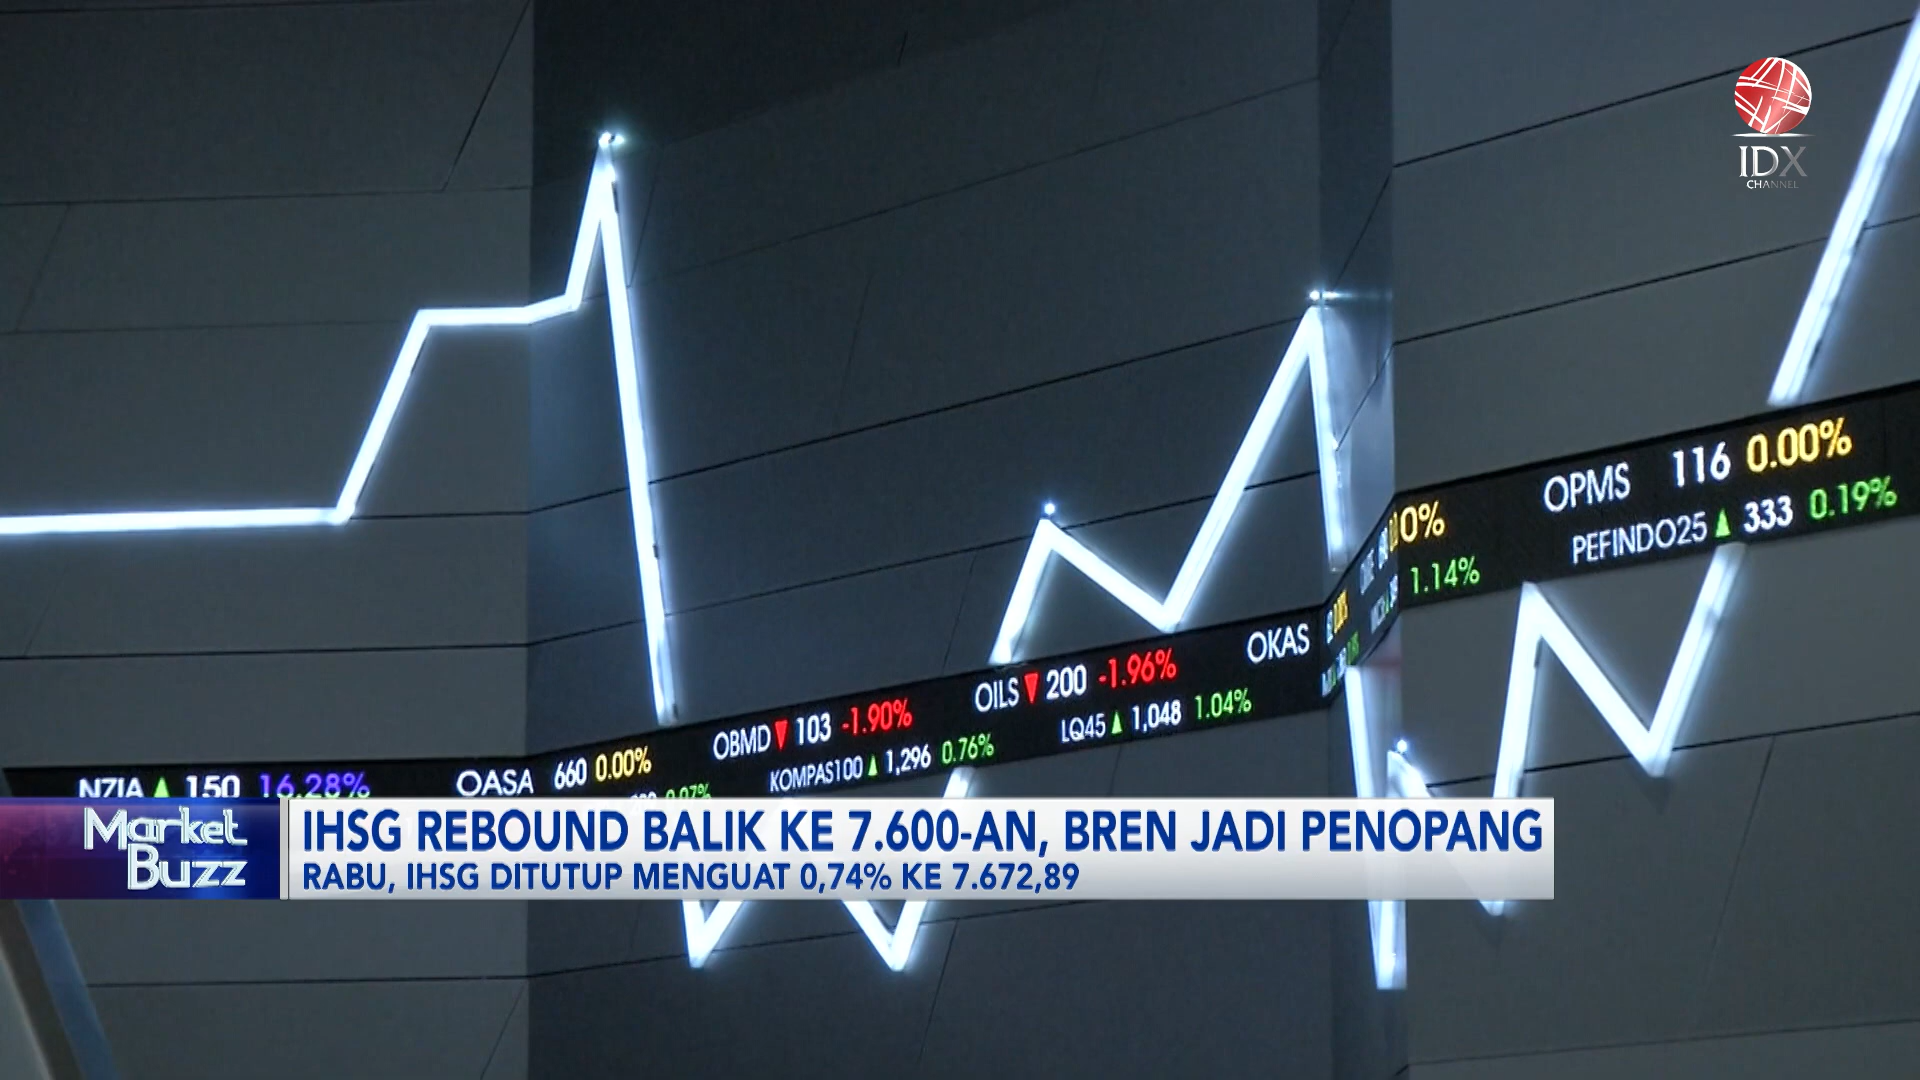 IDX
CHANNEL
OPMS 116 0.00%
PEFINDO25 ▲ 333 0.19%
0%
1.14%
OKAS
OILS ▼ 200 -1.96%
LQ45 ▲ 1,048 1.04%
OBMD ▼ 103 -1.90%
KOMPAS100 ▲ 1,296 0.76%
OASA 660 0.00%
0.07%
NZIA ▲ 150 16.28%
Market
Buzz
IHSG REBOUND BALIK KE 7.600-AN, BREN JADI PENOPANG
RABU, IHSG DITUTUP MENGUAT 0,74% KE 7.672,89